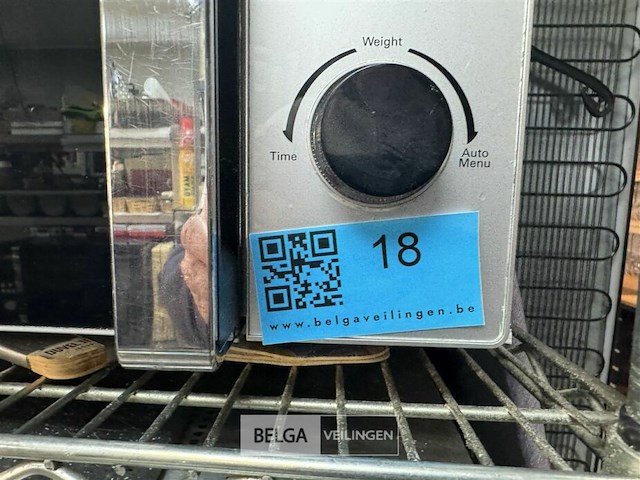 Weight
Time
Auto
Menu
18
www.belgaveilingen.be
BELGA VEILINGEN